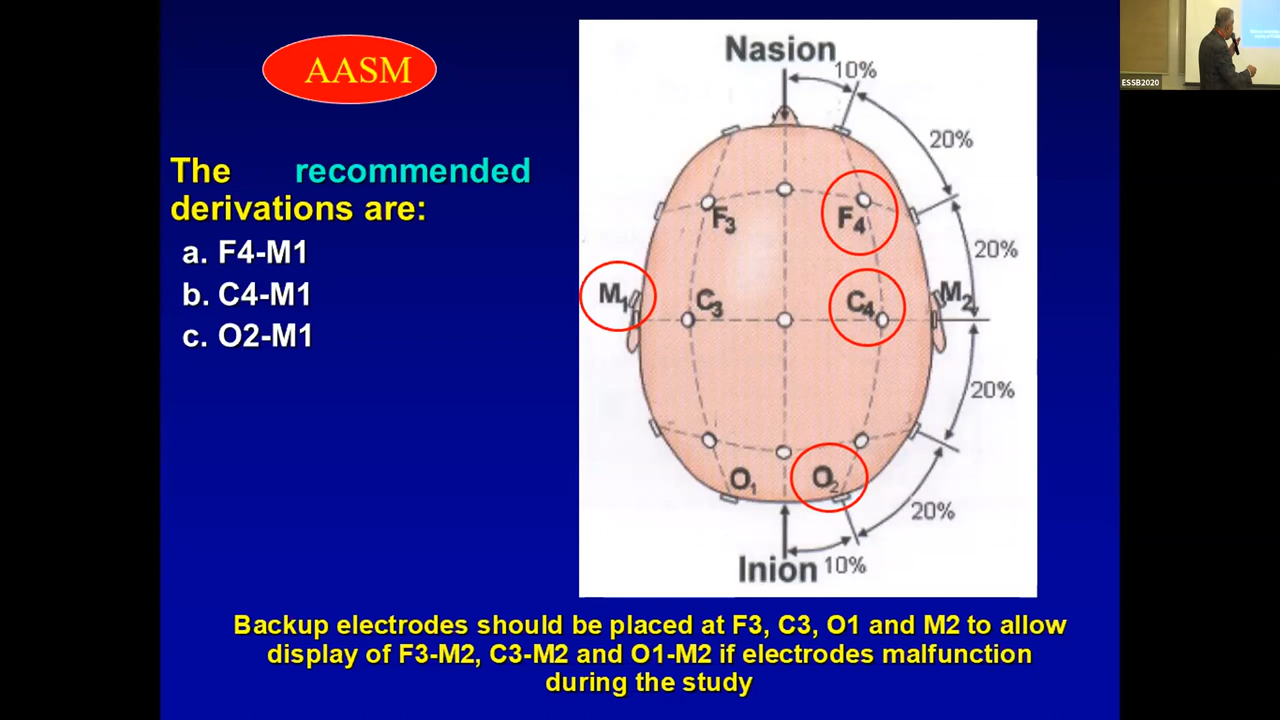 AASM
The recommended
derivations are:
a. F4-M1
b. C4-M1
c. O2-M1
Nasion
10%
20%
F3
F4
20%
M1
C3
C4
M2
20%
O1
O2
20%
Inion
10%
Backup electrodes should be placed at F3, C3, O1 and M2 to allow
display of F3-M2, C3-M2 and O1-M2 if electrodes malfunction
during the study
ESSB2020